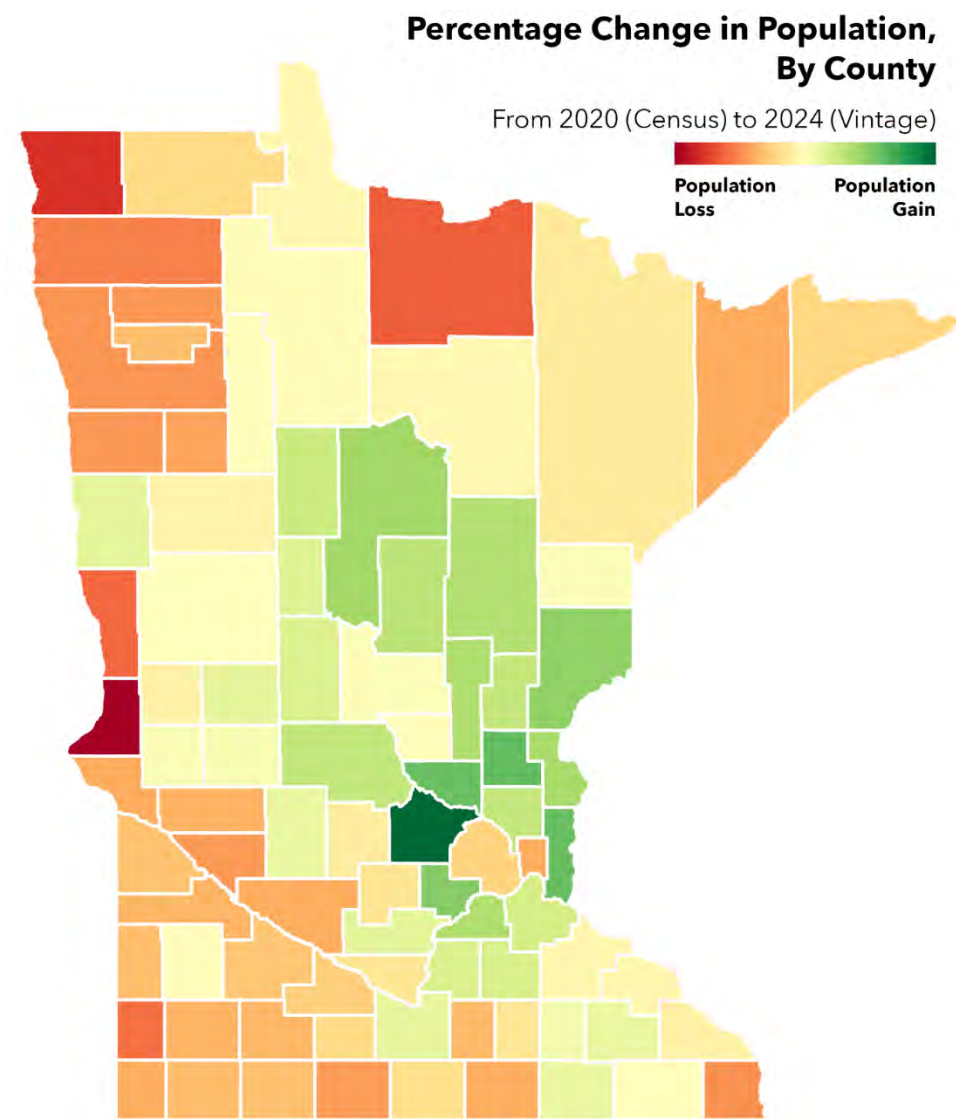 Percentage Change in Population,
By County
From 2020 (Census) to 2024 (Vintage)
Population Population
Loss Gain